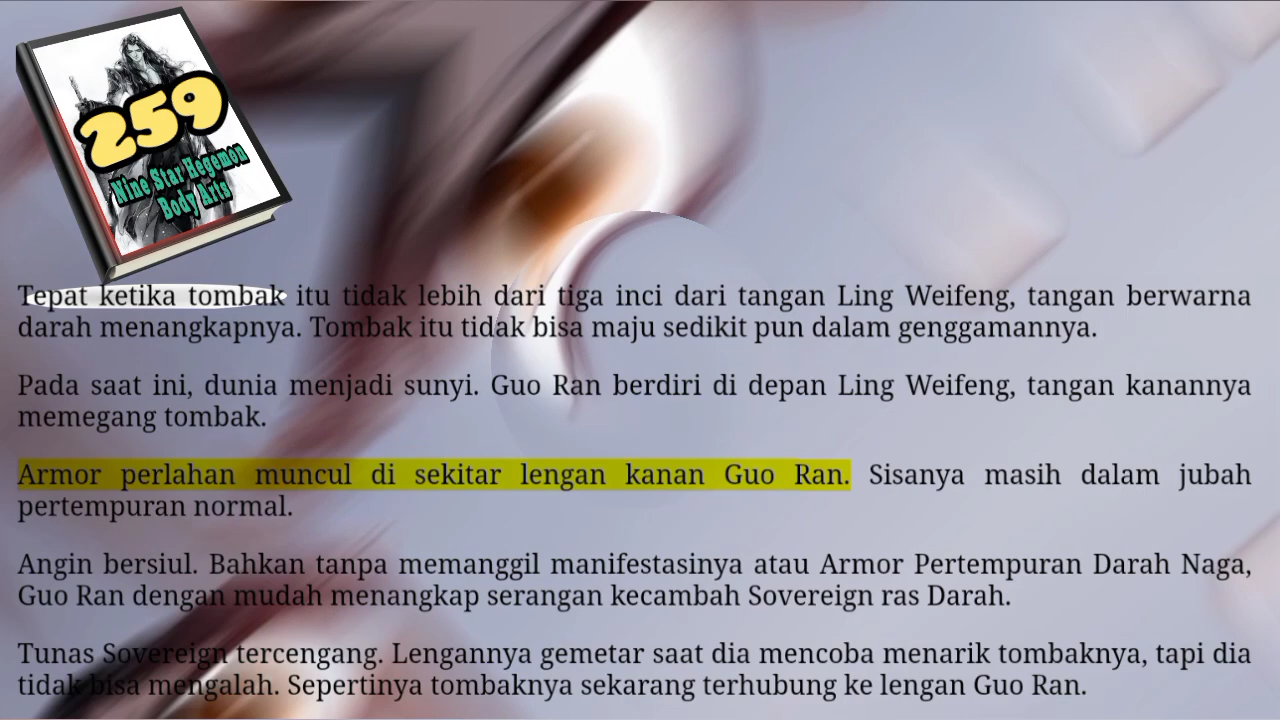 259
Nine Star Hegemon
Body Arts
Tepat ketika tombak itu tidak lebih dari tiga inci dari tangan Ling Weifeng, tangan berwarna
darah menangkapnya. Tombak itu tidak bisa maju sedikit pun dalam genggamannya.
Pada saat ini, dunia menjadi sunyi. Guo Ran berdiri di depan Ling Weifeng, tangan kanannya
memegang tombak.
Armor perlahan muncul di sekitar lengan kanan Guo Ran. Sisanya masih dalam jubah
pertempuran normal.
Angin bersiul. Bahkan tanpa memanggil manifestasinya atau Armor Pertempuran Darah Naga,
Guo Ran dengan mudah menangkap serangan kecambah Sovereign ras Darah.
Tunas Sovereign tercengang. Lengannya gemetar saat dia mencoba menarik tombaknya, tapi dia
tidak bisa mengalah. Sepertinya tombaknya sekarang terhubung ke lengan Guo Ran.